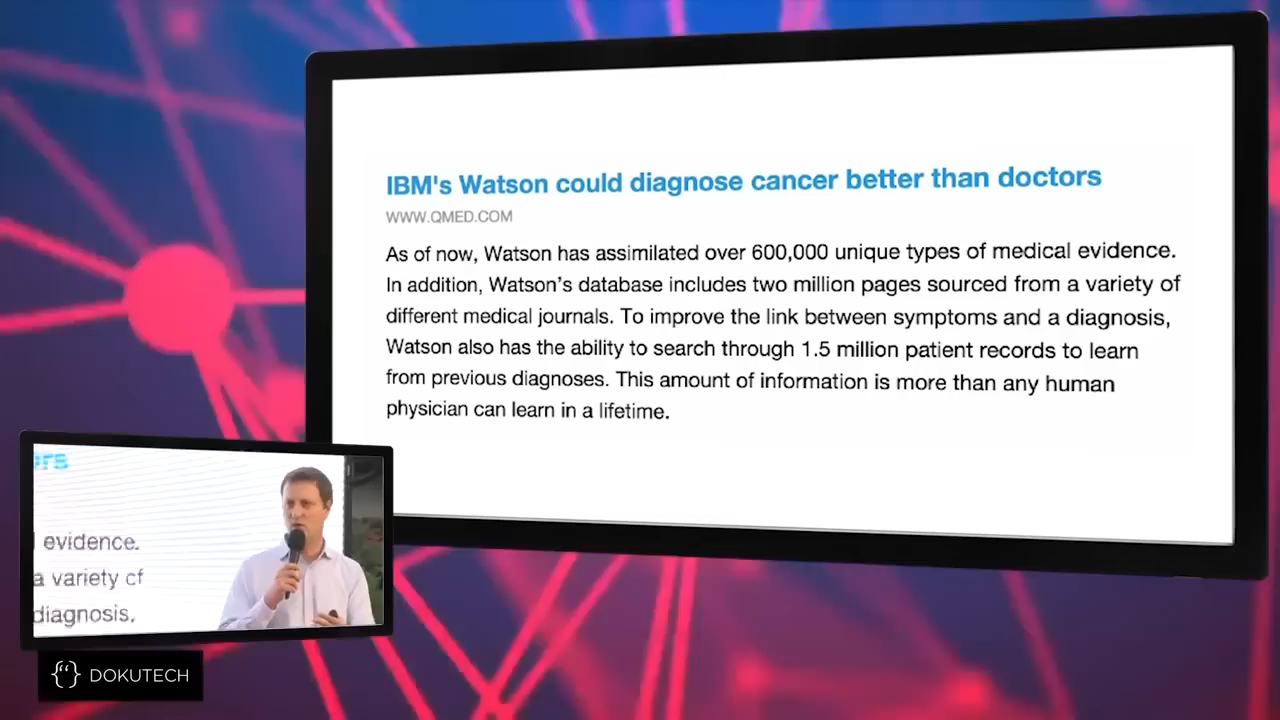 IBM's Watson could diagnose cancer better than doctors
WWW.QMED.COM
As of now, Watson has assimilated over 600,000 unique types of medical evidence.
In addition, Watson's database includes two million pages sourced from a variety of
different medical journals. To improve the link between symptoms and a diagnosis,
Watson also has the ability to search through 1.5 million patient records to learn
from previous diagnoses. This amount of information is more than any human
physician can learn in a lifetime.
ers
evidence.
a variety of
diagnosis,
DOKUTECH